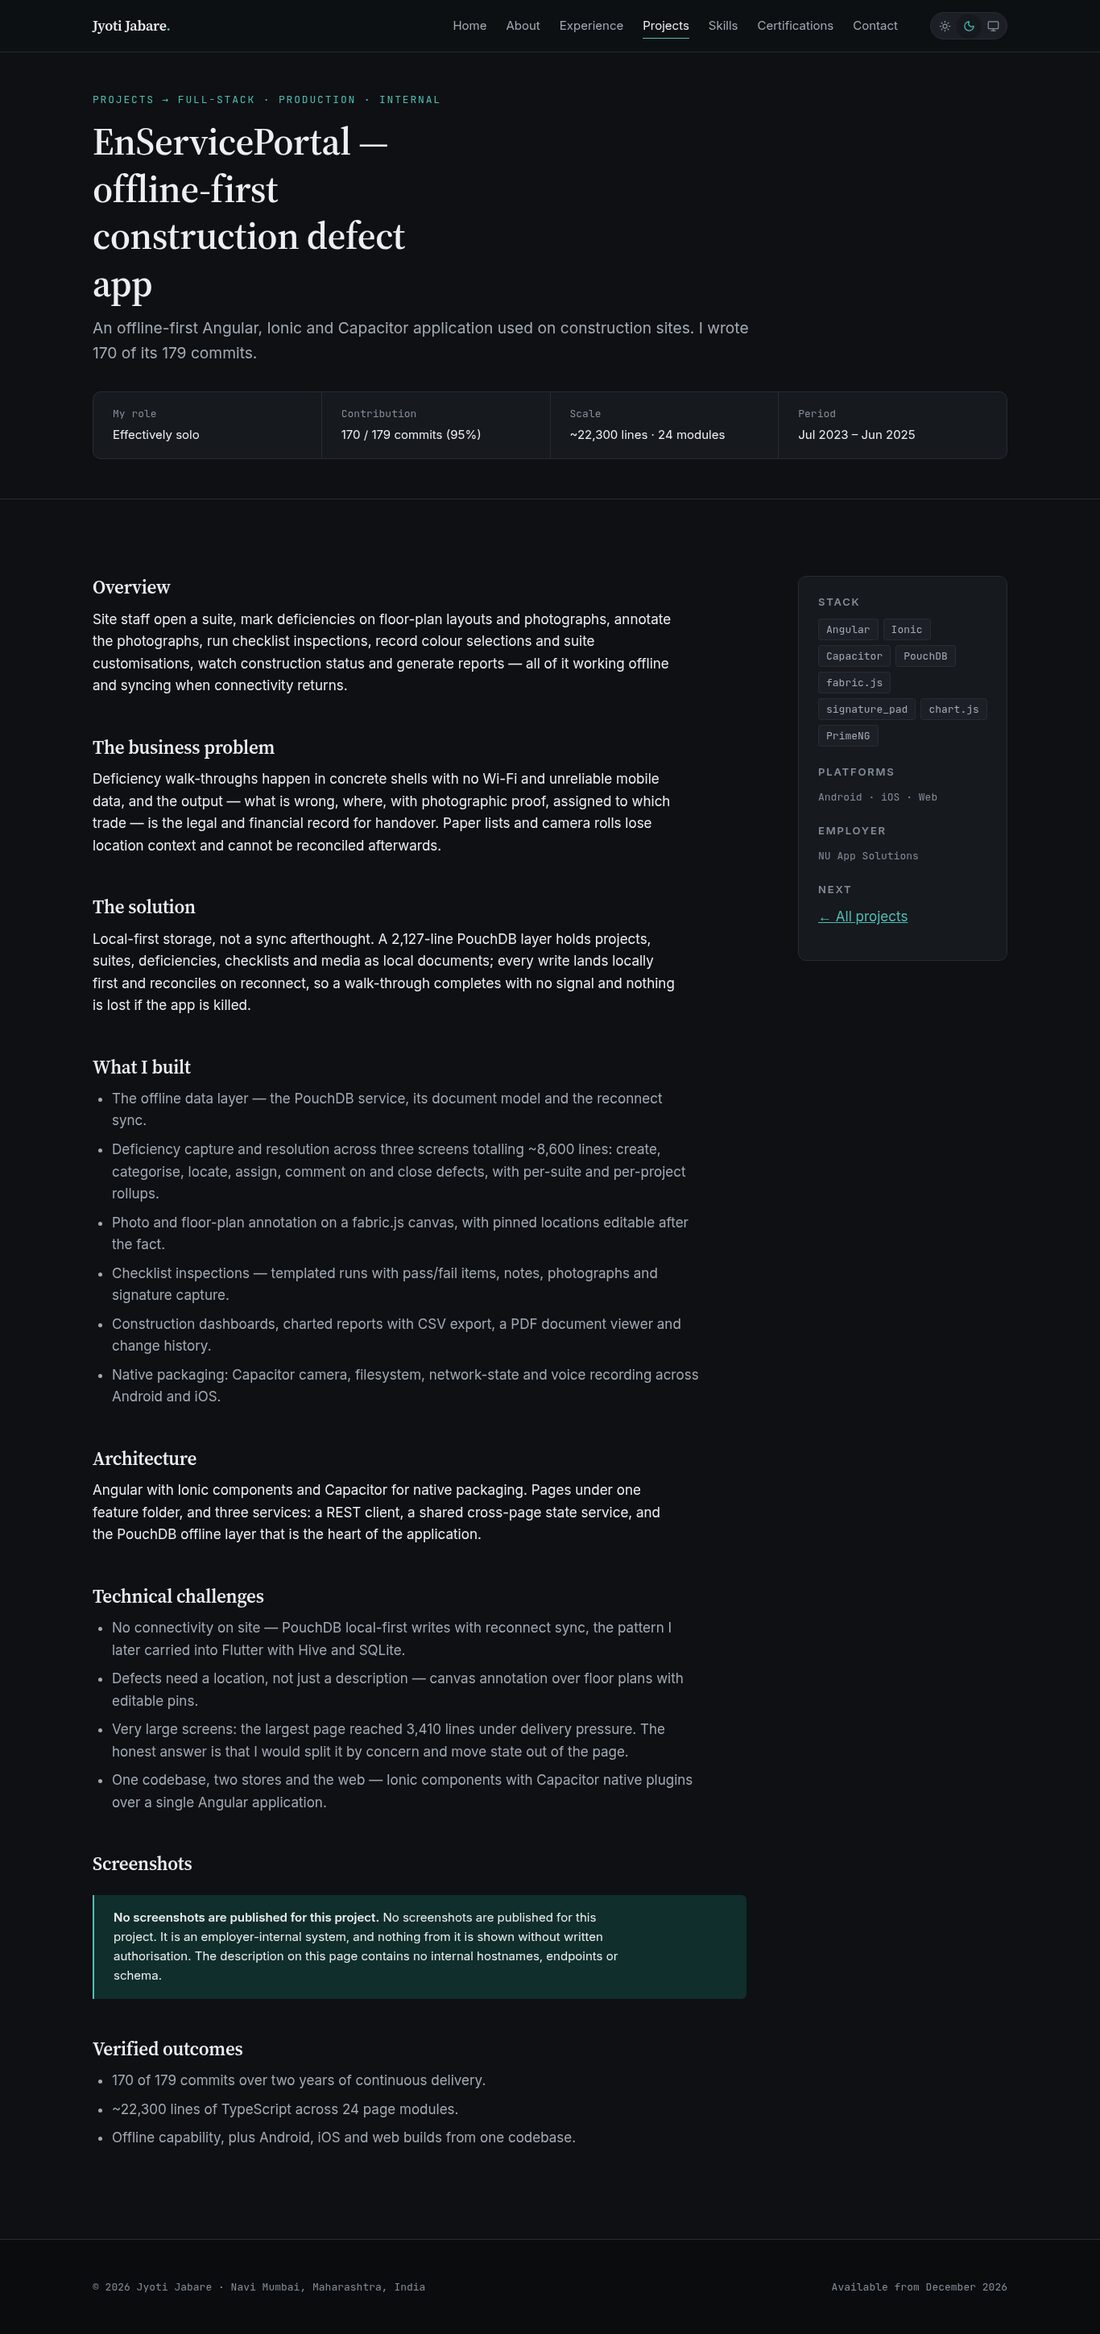 Jyoti Jabare.
Home About Experience Projects Skills Certifications Contact
PROJECTS → FULL-STACK · PRODUCTION · INTERNAL
EnServicePortal —
offline-first
construction defect
app
An offline-first Angular, Ionic and Capacitor application used on construction sites. I wrote
170 of its 179 commits.
My role
Effectively solo
Contribution
170 / 179 commits (95%)
Scale
~22,300 lines · 24 modules
Period
Jul 2023 – Jun 2025
Overview
Site staff open a suite, mark deficiencies on floor-plan layouts and photographs, annotate
the photographs, run checklist inspections, record colour selections and suite
customisations, watch construction status and generate reports — all of it working offline
and syncing when connectivity returns.
The business problem
Deficiency walk-throughs happen in concrete shells with no Wi-Fi and unreliable mobile
data, and the output — what is wrong, where, with photographic proof, assigned to which
trade — is the legal and financial record for handover. Paper lists and camera rolls lose
location context and cannot be reconciled afterwards.
The solution
Local-first storage, not a sync afterthought. A 2,127-line PouchDB layer holds projects,
suites, deficiencies, checklists and media as local documents; every write lands locally
first and reconciles on reconnect, so a walk-through completes with no signal and nothing
is lost if the app is killed.
What I built
• The offline data layer — the PouchDB service, its document model and the reconnect
sync.
• Deficiency capture and resolution across three screens totalling ~8,600 lines: create,
categorise, locate, assign, comment on and close defects, with per-suite and per-project
rollups.
• Photo and floor-plan annotation on a fabric.js canvas, with pinned locations editable after
the fact.
• Checklist inspections — templated runs with pass/fail items, notes, photographs and
signature capture.
• Construction dashboards, charted reports with CSV export, a PDF document viewer and
change history.
• Native packaging: Capacitor camera, filesystem, network-state and voice recording across
Android and iOS.
Architecture
Angular with Ionic components and Capacitor for native packaging. Pages under one
feature folder, and three services: a REST client, a shared cross-page state service, and
the PouchDB offline layer that is the heart of the application.
Technical challenges
• No connectivity on site — PouchDB local-first writes with reconnect sync, the pattern I
later carried into Flutter with Hive and SQLite.
• Defects need a location, not just a description — canvas annotation over floor plans with
editable pins.
• Very large screens: the largest page reached 3,410 lines under delivery pressure. The
honest answer is that I would split it by concern and move state out of the page.
• One codebase, two stores and the web — Ionic components with Capacitor native plugins
over a single Angular application.
Screenshots
No screenshots are published for this project. No screenshots are published for this
project. It is an employer-internal system, and nothing from it is shown without written
authorisation. The description on this page contains no internal hostnames, endpoints or
schema.
Verified outcomes
• 170 of 179 commits over two years of continuous delivery.
• ~22,300 lines of TypeScript across 24 page modules.
• Offline capability, plus Android, iOS and web builds from one codebase.
STACK
Angular Ionic
Capacitor PouchDB
fabric.js
signature_pad chart.js
PrimeNG
PLATFORMS
Android · iOS · Web
EMPLOYER
NU App Solutions
NEXT
← All projects
© 2026 Jyoti Jabare · Navi Mumbai, Maharashtra, India
Available from December 2026